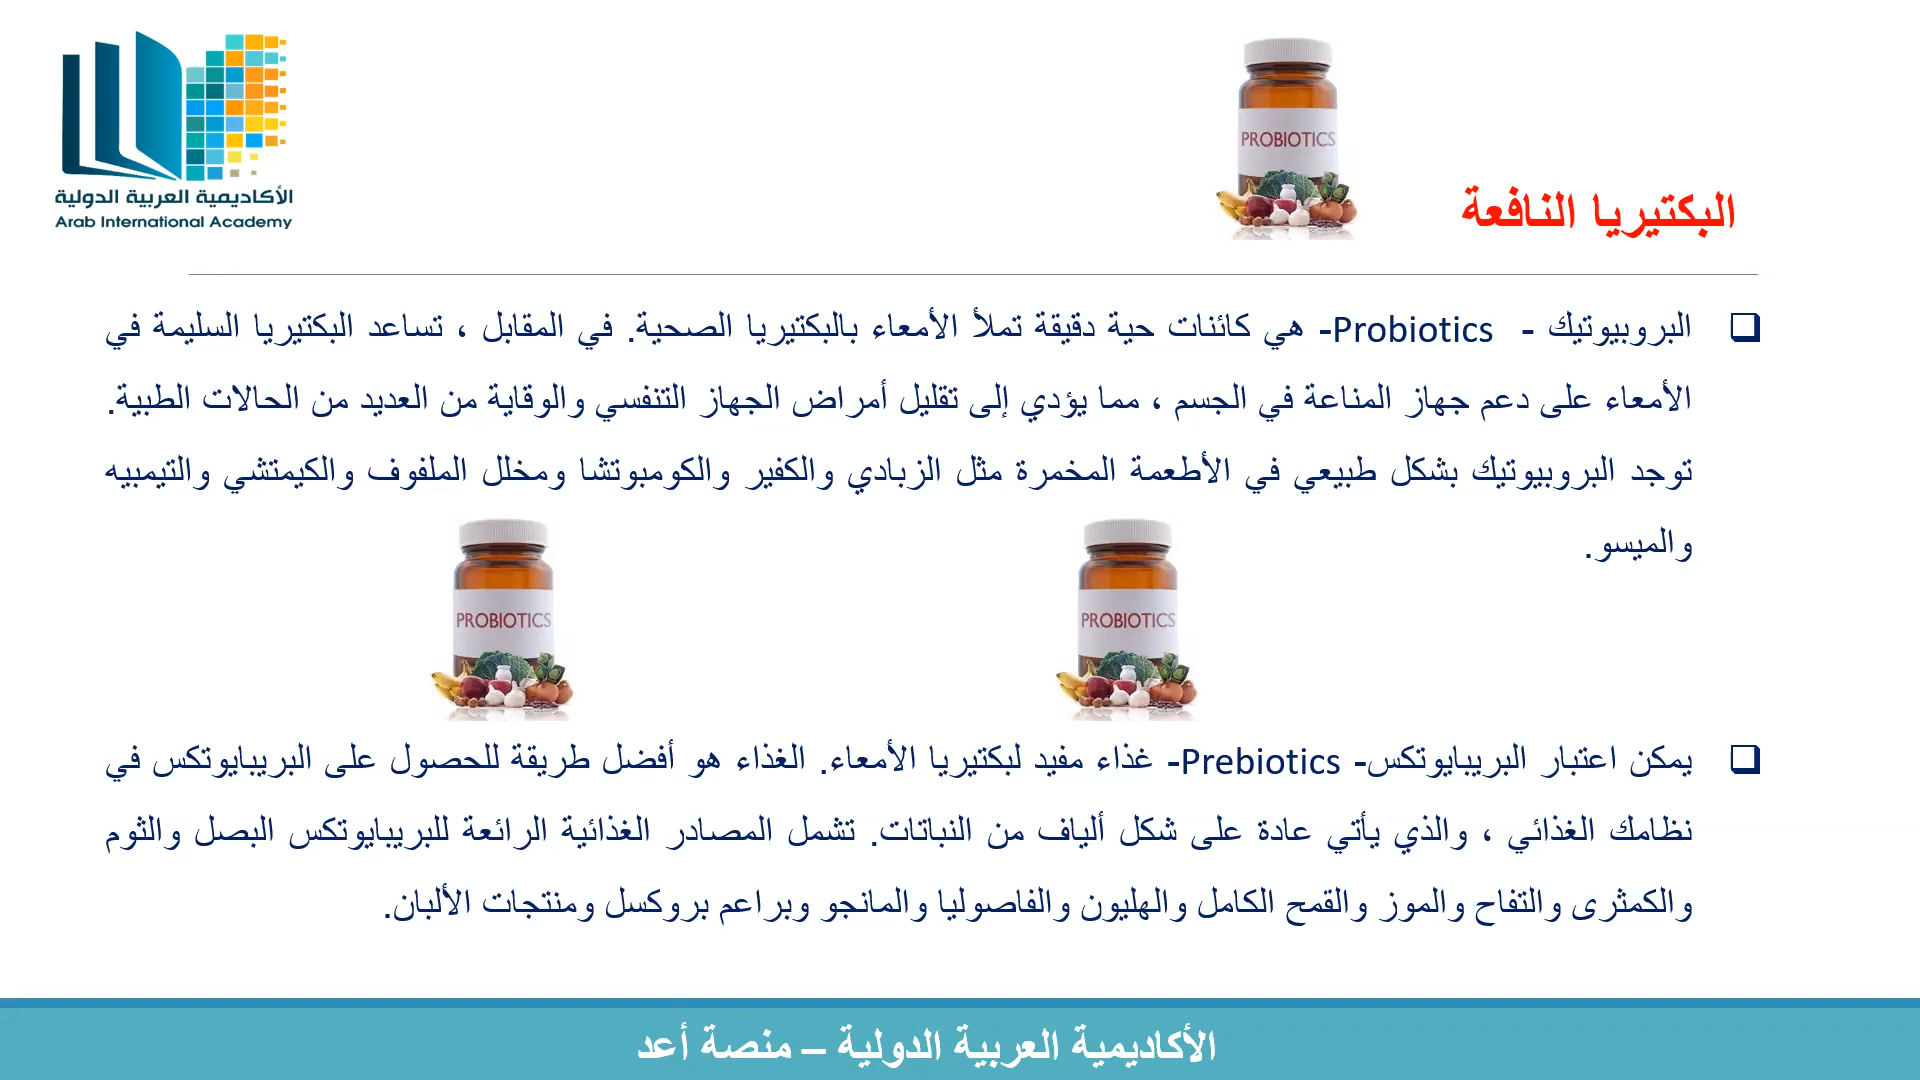 الأكاديمية العربية الدولية
Arab International Academy
PROBIOTICS
البكتيريا النافعة
البروبيوتيك - Probiotics- هي كائنات حية دقيقة تملأ الأمعاء بالبكتيريا الصحية. في المقابل ، تساعد البكتيريا السليمة في
الأمعاء على دعم جهاز المناعة في الجسم ، مما يؤدي إلى تقليل أمراض الجهاز التنفسي والوقاية من العديد من الحالات الطبية.
توجد البروبيوتيك بشكل طبيعي في الأطعمة المخمرة مثل الزبادي والكفير والكومبوتشا ومخلل الملفوف والكيمتشي والتيمبيه
والميسو.
PROBIOTICS
PROBIOTICS
يمكن اعتبار البريبايوتكس- Prebiotics- غذاء مفيد لبكتيريا الأمعاء. الغذاء هو أفضل طريقة للحصول على البريبايوتكس في
نظامك الغذائي ، والذي يأتي عادة على شكل ألياف من النباتات. تشمل المصادر الغذائية الرائعة للبريبايوتكس البصل والثوم
والكمثرى والتفاح والموز والقمح الكامل والهليون والفاصوليا والمانجو وبراعم بروكسل ومنتجات الألبان.
الأكاديمية العربية الدولية – منصة أعد